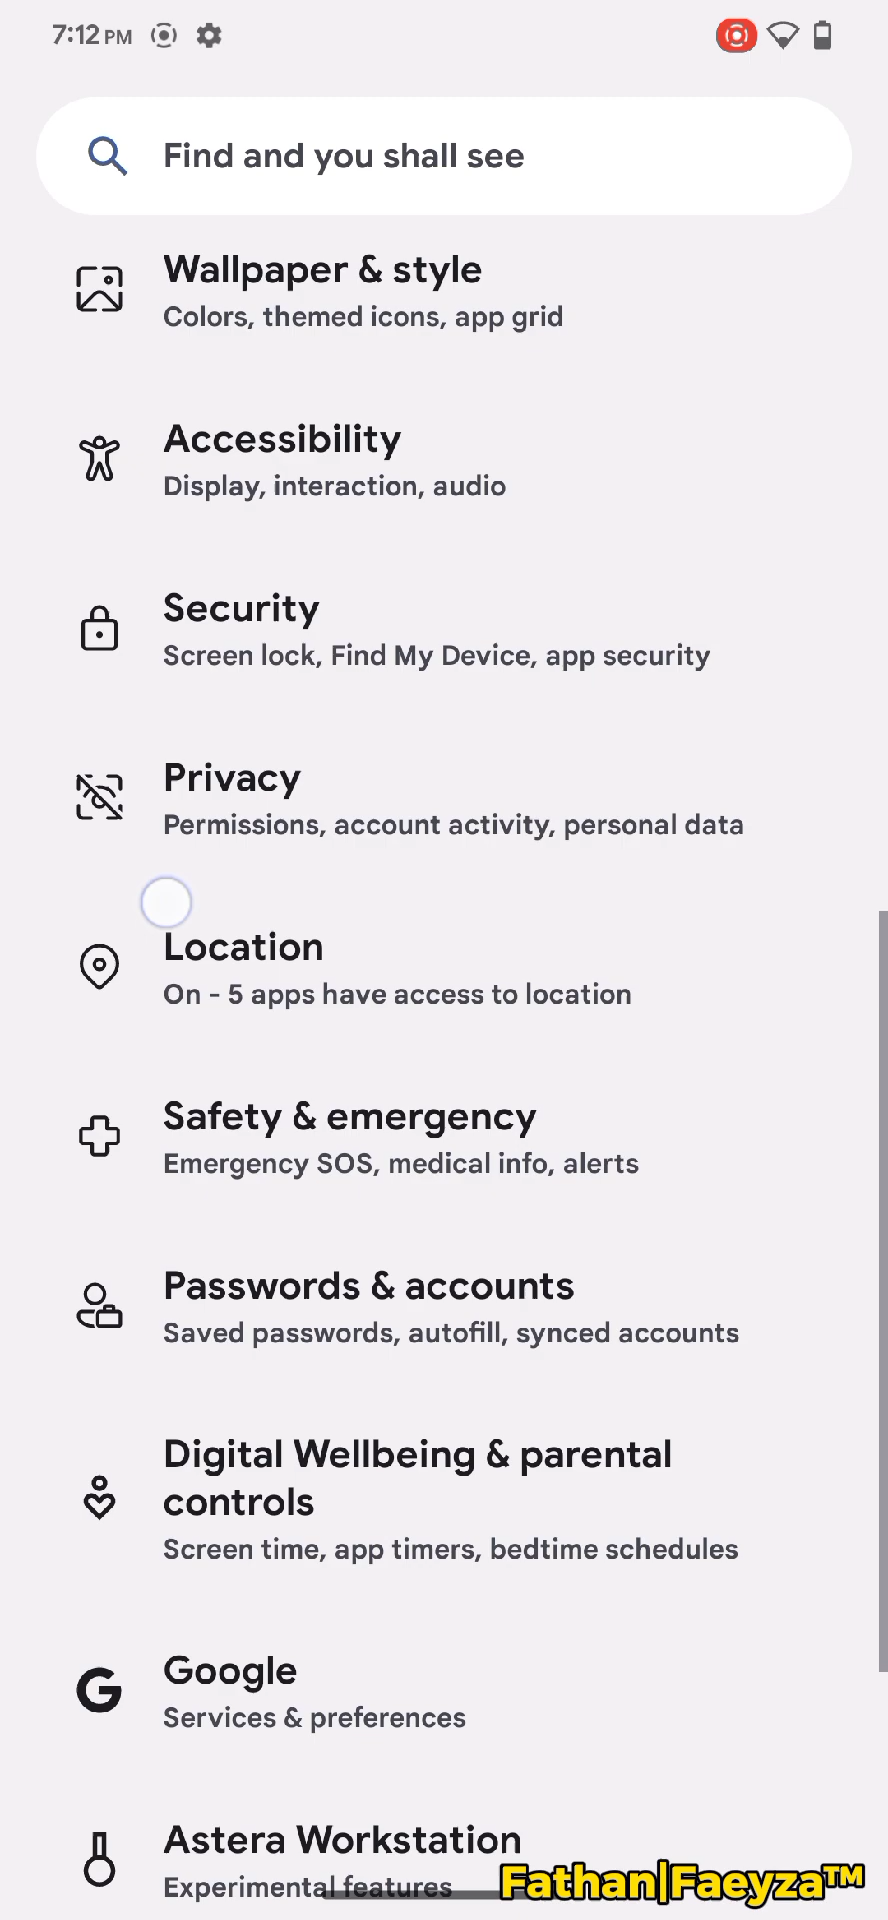 7:12 PM
Find and you shall see
Wallpaper & style
Colors, themed icons, app grid
Accessibility
Display, interaction, audio
Security
Screen lock, Find My Device, app security
Privacy
Permissions, account activity, personal data
Location
On - 5 apps have access to location
Safety & emergency
Emergency SOS, medical info, alerts
Passwords & accounts
Saved passwords, autofill, synced accounts
Digital Wellbeing & parental
controls
Screen time, app timers, bedtime schedules
Google
Services & preferences
Astera Workstation
Experimental features
Fathan|Faeyza™